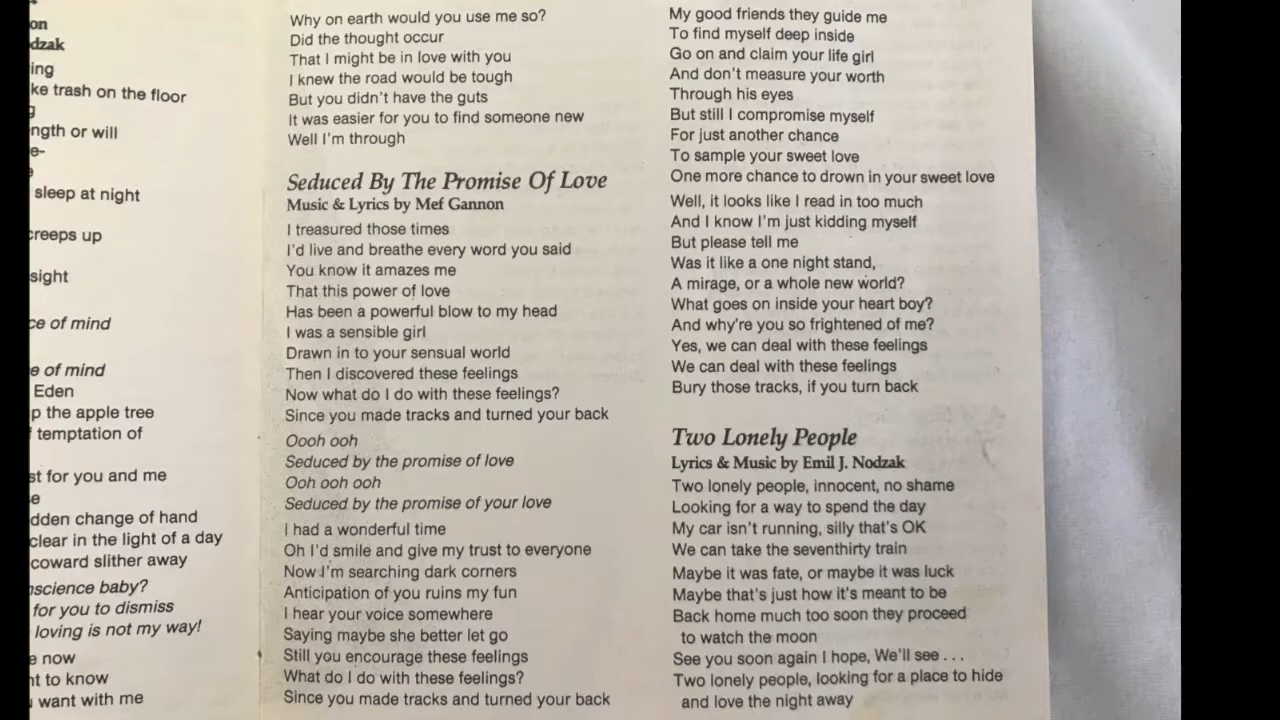 on
dzak
ing
ke trash on the floor
g
ngth or will
e-
sleep at night
creeps up
sight
ce of mind
e of mind
Eden
p the apple tree
temptation of
st for you and me
e
dden change of hand
clear in the light of a day
coward slither away
nscience baby?
for you to dismiss
loving is not my way!
e now
nt to know
want with me
Why on earth would you use me so?
Did the thought occur
That I might be in love with you
I knew the road would be tough
But you didn't have the guts
It was easier for you to find someone new
Well I'm through
Seduced By The Promise Of Love
Music & Lyrics by Mef Gannon
I treasured those times
I'd live and breathe every word you said
You know it amazes me
That this power of love
Has been a powerful blow to my head
I was a sensible girl
Drawn in to your sensual world
Then I discovered these feelings
Now what do I do with these feelings?
Since you made tracks and turned your back
Oooh ooh
Seduced by the promise of love
Ooh ooh ooh
Seduced by the promise of your love
I had a wonderful time
Oh I'd smile and give my trust to everyone
Now I'm searching dark corners
Anticipation of you ruins my fun
I hear your voice somewhere
Saying maybe she better let go
Still you encourage these feelings
What do I do with these feelings?
Since you made tracks and turned your back
My good friends they guide me
To find myself deep inside
Go on and claim your life girl
And don't measure your worth
Through his eyes
But still I compromise myself
For just another chance
To sample your sweet love
One more chance to drown in your sweet love
Well, it looks like I read in too much
And I know I'm just kidding myself
But please tell me
Was it like a one night stand,
A mirage, or a whole new world?
What goes on inside your heart boy?
And why're you so frightened of me?
Yes, we can deal with these feelings
We can deal with these feelings
Bury those tracks, if you turn back
Two Lonely People
Lyrics & Music by Emil J. Nodzak
Two lonely people, innocent, no shame
Looking for a way to spend the day
My car isn't running, silly that's OK
We can take the seventhirty train
Maybe it was fate, or maybe it was luck
Maybe that's just how it's meant to be
Back home much too soon they proceed
to watch the moon
See you soon again I hope, We'll see . . .
Two lonely people, looking for a place to hide
and love the night away